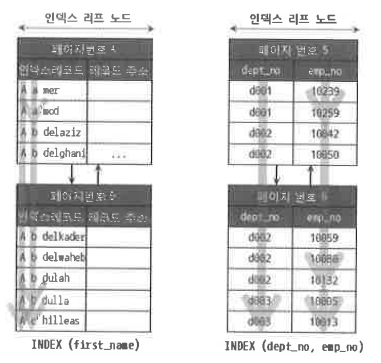 인덱스 리프 노드
페이지번호 4
인덱스레코드 레코드 주소
A a mer
A a mod
A b delaziz
A b delghani ...
페이지번호
인덱스레코드 레코드 주소
A b delkader
A b delwaheb
A b dulah
A b dulla
A c hilleas
INDEX (first_name)
인덱스 리프 노드
페이지 번호 5
dept_no emp_no
d001 10239
d001 10259
d002 10042
d002 10050
페이지 번호 6
dept_no emp_no
d002 10059
d002 10080
d002 10132
d003 10005
d003 10013
INDEX (dept_no, emp_no)